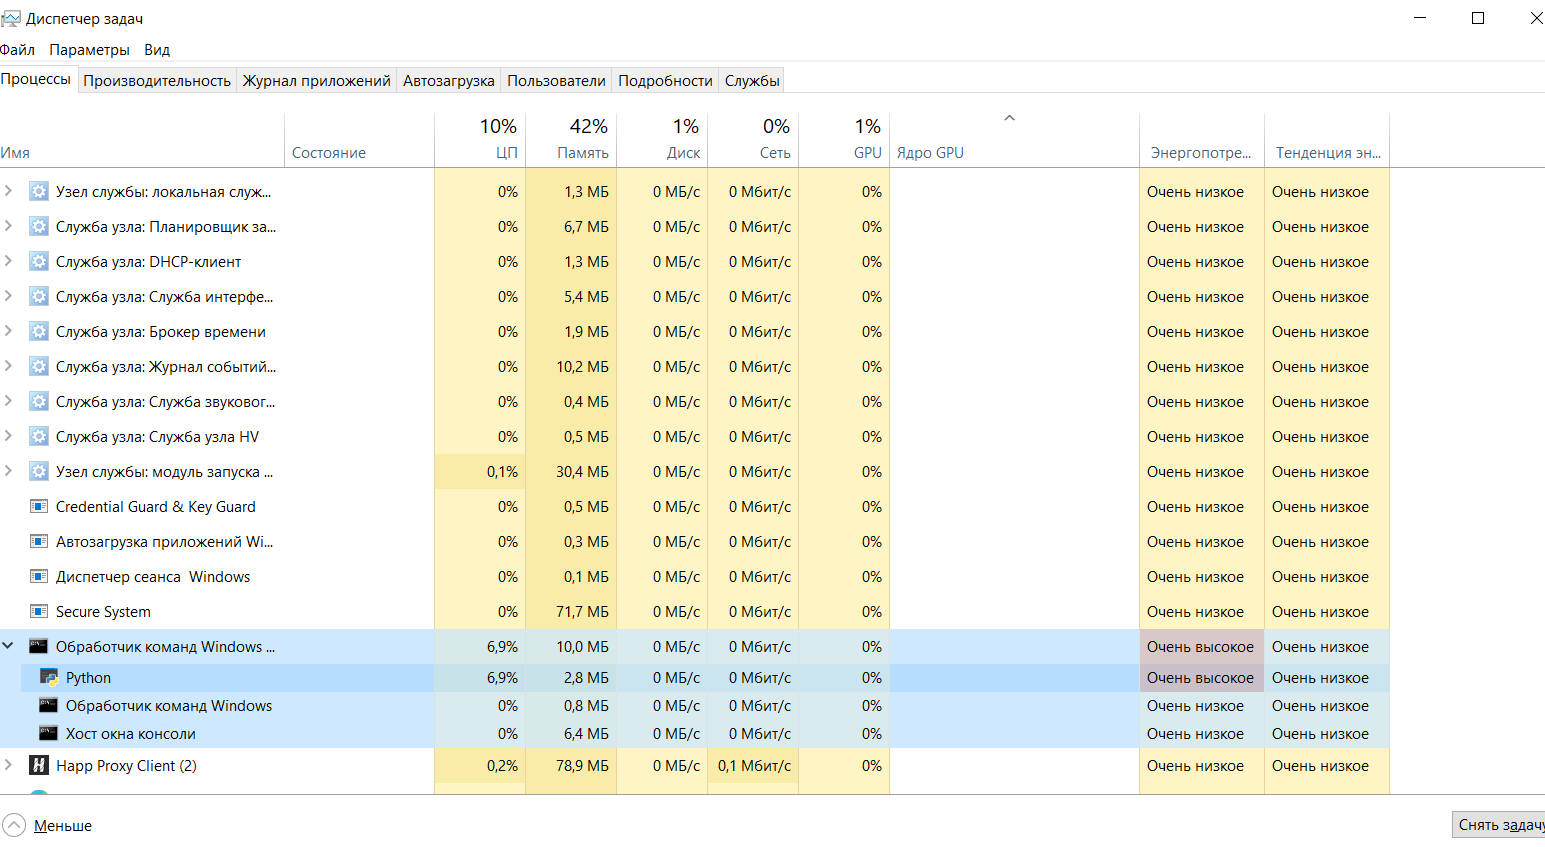 Диспетчер задач
Файл Параметры Вид
Процессы Производительность Журнал приложений Автозагрузка Пользователи Подробности Службы
10% 42% 1% 0% 1%
Имя Состояние ЦП Память Диск Сеть GPU Ядро GPU Энергопотре... Тенденция эн...
Узел службы: локальная служ... 0% 1,3 МБ 0 МБ/с 0 Мбит/с 0% Очень низкое Очень низкое
Служба узла: Планировщик за... 0% 6,7 МБ 0 МБ/с 0 Мбит/с 0% Очень низкое Очень низкое
Служба узла: DHCP-клиент 0% 1,3 МБ 0 МБ/с 0 Мбит/с 0% Очень низкое Очень низкое
Служба узла: Служба интерфе... 0% 5,4 МБ 0 МБ/с 0 Мбит/с 0% Очень низкое Очень низкое
Служба узла: Брокер времени 0% 1,9 МБ 0 МБ/с 0 Мбит/с 0% Очень низкое Очень низкое
Служба узла: Журнал событий... 0% 10,2 МБ 0 МБ/с 0 Мбит/с 0% Очень низкое Очень низкое
Служба узла: Служба звуковог... 0% 0,4 МБ 0 МБ/с 0 Мбит/с 0% Очень низкое Очень низкое
Служба узла: Служба узла HV 0% 0,5 МБ 0 МБ/с 0 Мбит/с 0% Очень низкое Очень низкое
Узел службы: модуль запуска ... 0,1% 30,4 МБ 0 МБ/с 0 Мбит/с 0% Очень низкое Очень низкое
Credential Guard & Key Guard 0% 0,5 МБ 0 МБ/с 0 Мбит/с 0% Очень низкое Очень низкое
Автозагрузка приложений Wi... 0% 0,3 МБ 0 МБ/с 0 Мбит/с 0% Очень низкое Очень низкое
Диспетчер сеанса Windows 0% 0,1 МБ 0 МБ/с 0 Мбит/с 0% Очень низкое Очень низкое
Secure System 0% 71,7 МБ 0 МБ/с 0 Мбит/с 0% Очень низкое Очень низкое
Обработчик команд Windows ... 6,9% 10,0 МБ 0 МБ/с 0 Мбит/с 0% Очень высокое Очень низкое
Python 6,9% 2,8 МБ 0 МБ/с 0 Мбит/с 0% Очень высокое Очень низкое
Обработчик команд Windows 0% 0,8 МБ 0 МБ/с 0 Мбит/с 0% Очень низкое Очень низкое
Хост окна консоли 0% 6,4 МБ 0 МБ/с 0 Мбит/с 0% Очень низкое Очень низкое
Happ Proxy Client (2) 0,2% 78,9 МБ 0 МБ/с 0,1 Мбит/с 0% Очень низкое Очень низкое
Меньше Снять задачу